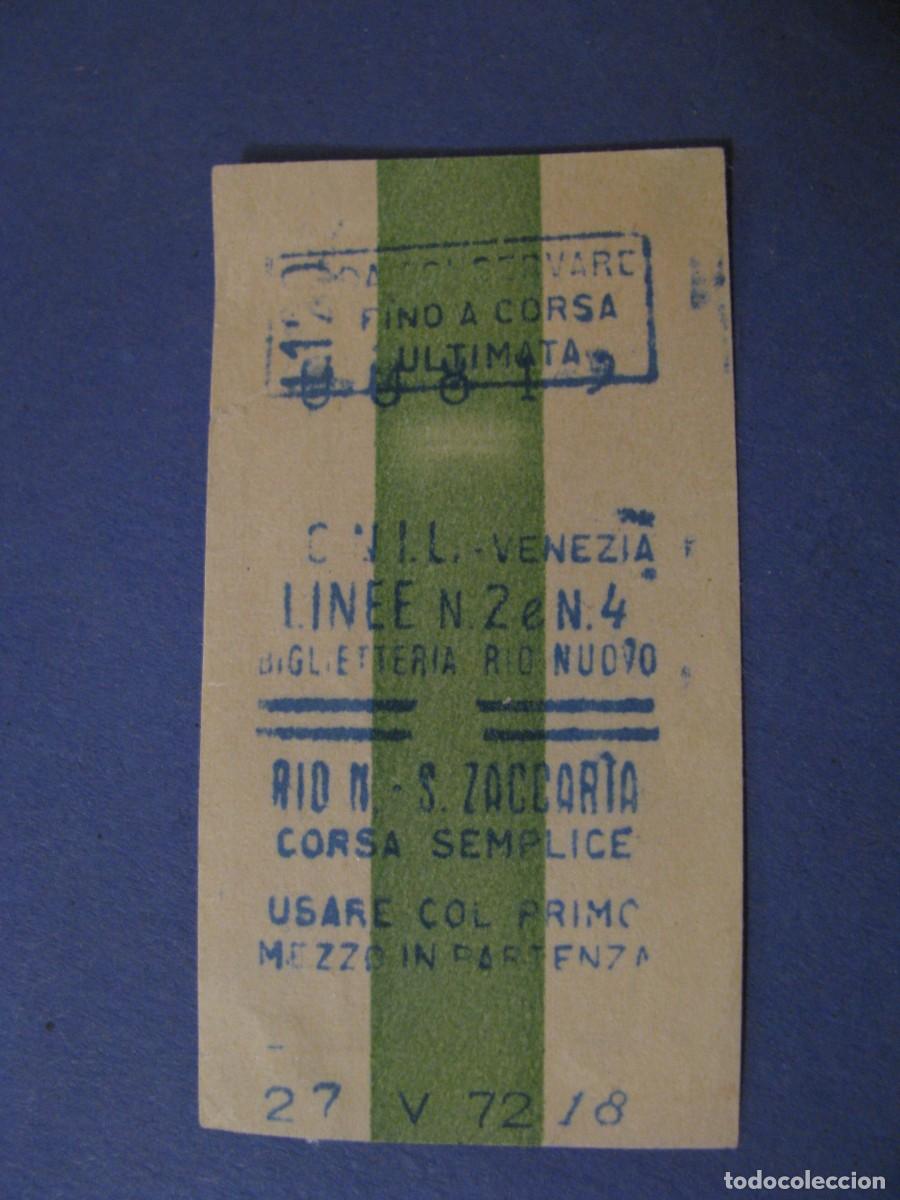 DA CONSERVARE
FINO A CORSA
ULTIMATA
C.N.I.L. - VENEZIA
LINEE N.2 e N.4
BIGLIETTERIA RIO NUOVO
RIO N. - S. ZACCARIA
CORSA SEMPLICE
USARE COL PRIMO
MEZZO IN PARTENZA
27 V 72 18
todocoleccion